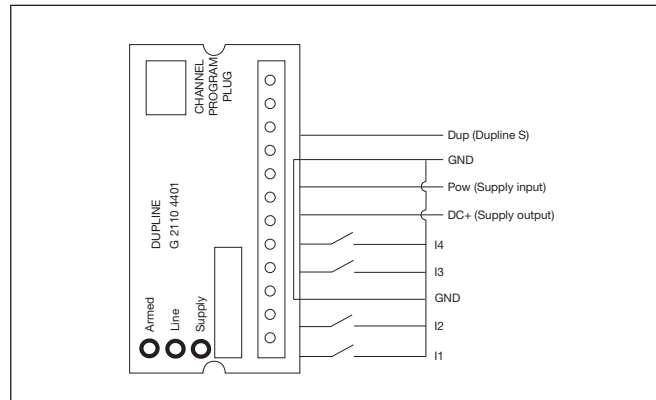 CHANNEL
PROGRAM
PLUG
DUPLINE
G 2110 4401
Armed
Line
Supply
Dup (Dupline S)
GND
Pow (Supply input)
DC+ (Supply output)
I4
I3
GND
I2
I1